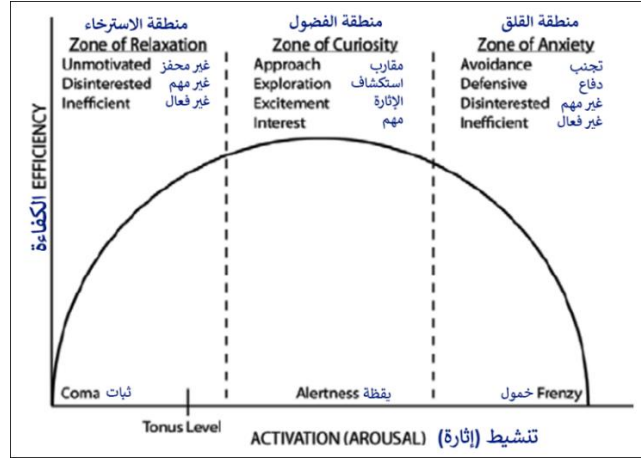 منطقة الاسترخاء
Zone of Relaxation
Unmotivated غير محفز
Disinterested غير مهم
Inefficient غير فعال
منطقة الفضول
Zone of Curiosity
Approach مقارب
Exploration استكشاف
Excitement الإثارة
Interest مهم
منطقة القلق
Zone of Anxiety
Avoidance تجنب
Defensive دفاع
Disinterested غير مهم
Inefficient غير فعال
الكفاءة EFFICIENCY
Coma ثبات
Alertness يقظة
خمول Frenzy
Tonus Level
ACTIVATION (AROUSAL) تنشيط (إثارة)